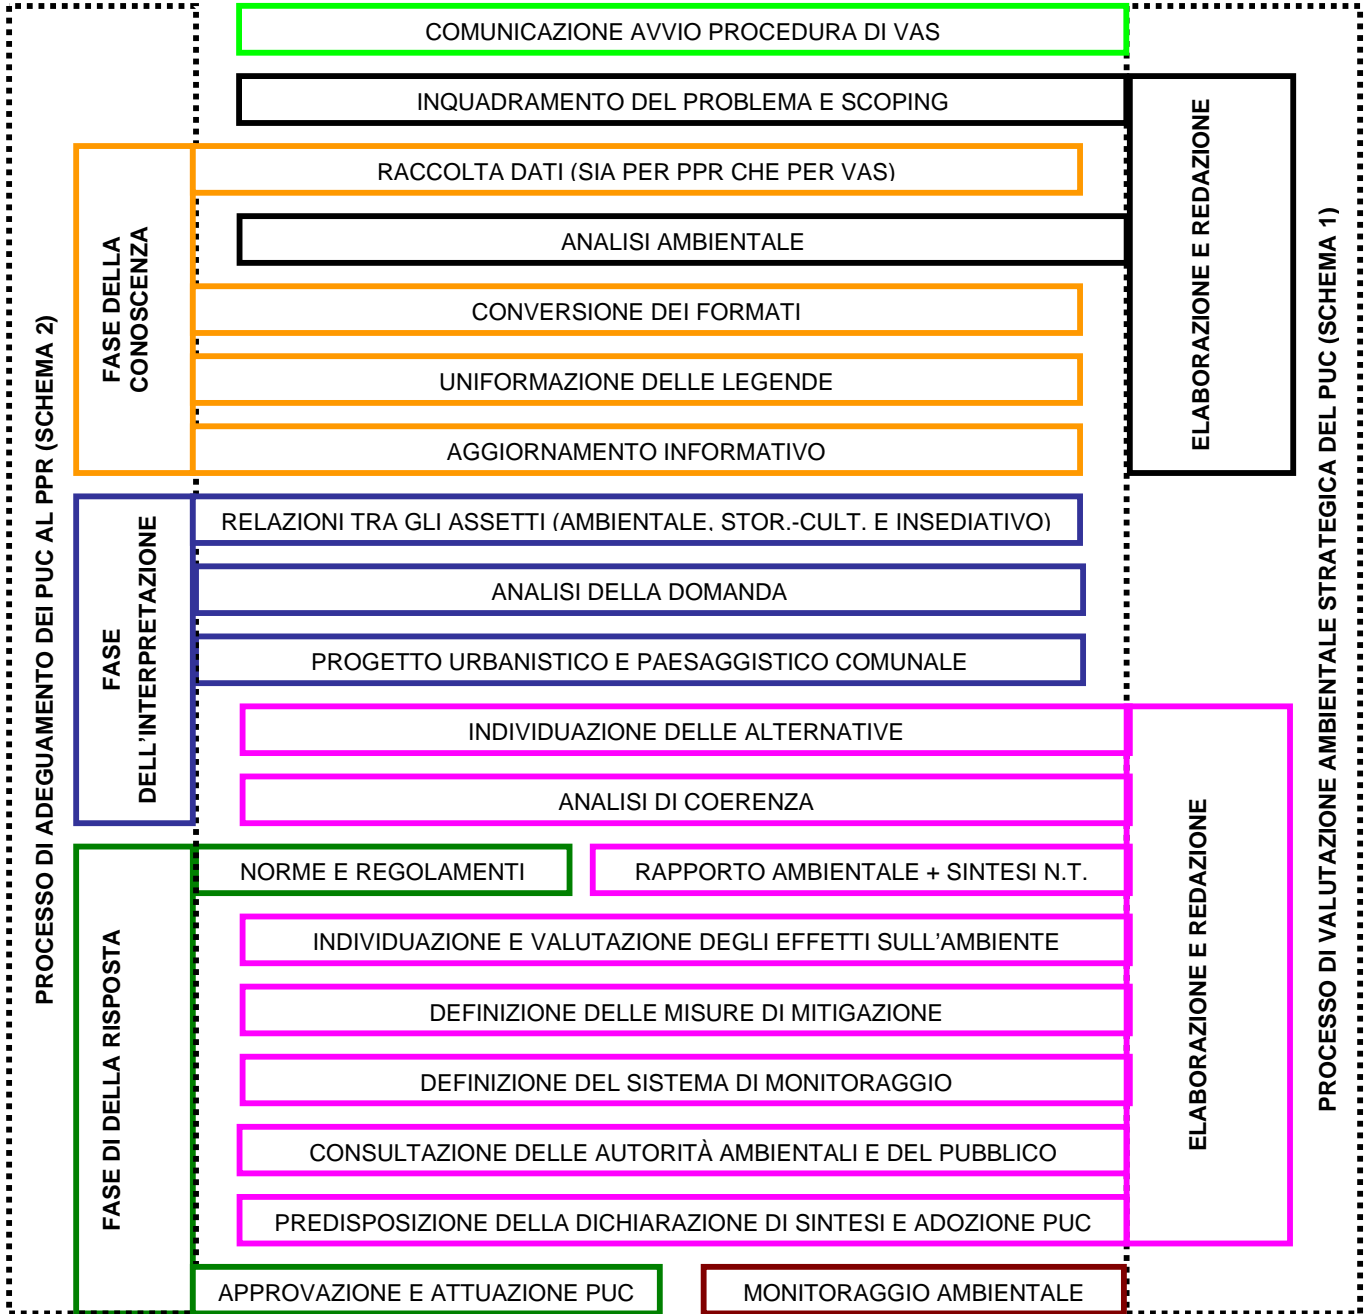 COMUNICAZIONE AVVIO PROCEDURA DI VAS
INQUADRAMENTO DEL PROBLEMA E SCOPING
RACCOLTA DATI (SIA PER PPR CHE PER VAS)
ANALISI AMBIENTALE
CONVERSIONE DEI FORMATI
UNIFORMAZIONE DELLE LEGENDE
AGGIORNAMENTO INFORMATIVO
RELAZIONI TRA GLI ASSETTI (AMBIENTALE, STOR.-CULT. E INSEDIATIVO)
ANALISI DELLA DOMANDA
PROGETTO URBANISTICO E PAESAGGISTICO COMUNALE
INDIVIDUAZIONE DELLE ALTERNATIVE
ANALISI DI COERENZA
NORME E REGOLAMENTI
RAPPORTO AMBIENTALE + SINTESI N.T.
INDIVIDUAZIONE E VALUTAZIONE DEGLI EFFETTI SULL'AMBIENTE
DEFINIZIONE DELLE MISURE DI MITIGAZIONE
DEFINIZIONE DEL SISTEMA DI MONITORAGGIO
CONSULTAZIONE DELLE AUTORITÀ AMBIENTALI E DEL PUBBLICO
PREDISPOSIZIONE DELLA DICHIARAZIONE DI SINTESI E ADOZIONE PUC
APPROVAZIONE E ATTUAZIONE PUC
MONITORAGGIO AMBIENTALE
PROCESSO DI ADEGUAMENTO DEI PUC AL PPR (SCHEMA 2)
FASE DELLA
CONOSCENZA
FASE
DELL'INTERPRETAZIONE
FASE DI DELLA RISPOSTA
ELABORAZIONE E REDAZIONE
ELABORAZIONE E REDAZIONE
PROCESSO DI VALUTAZIONE AMBIENTALE STRATEGICA DEL PUC (SCHEMA 1)